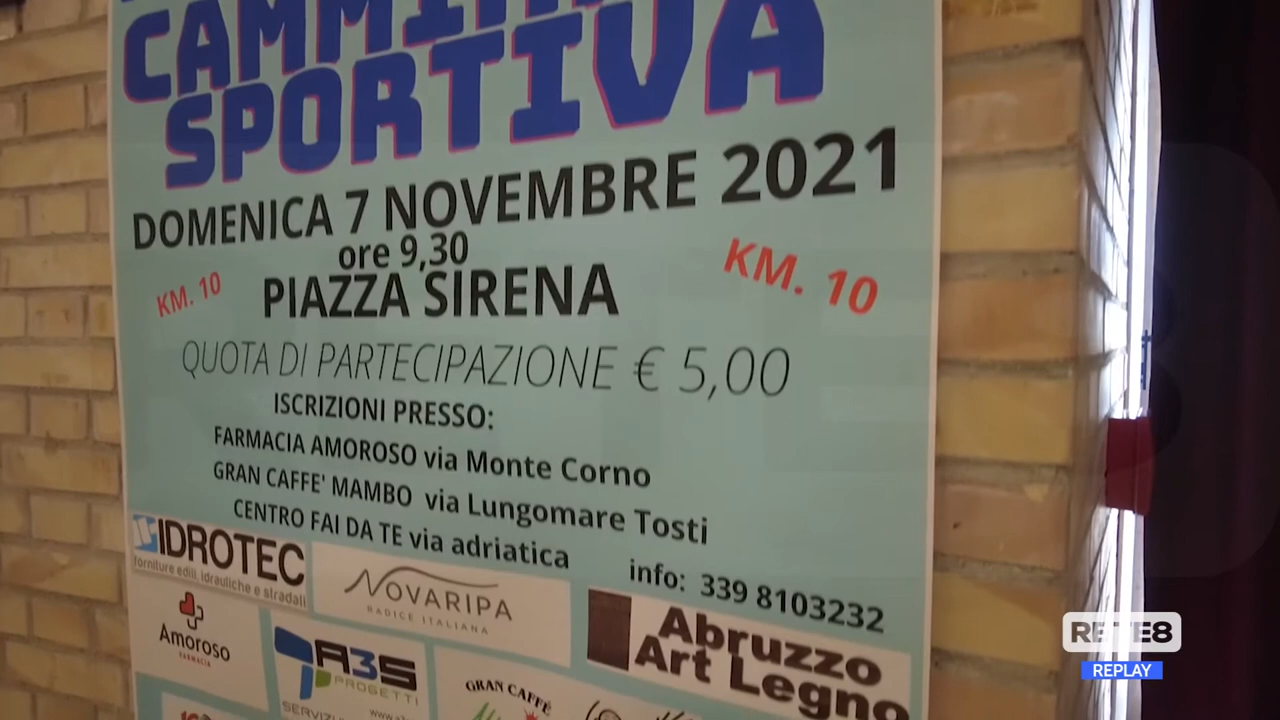 SPORTIVA
DOMENICA 7 NOVEMBRE 2021
ore 9,30
KM. 10
PIAZZA SIRENA
KM. 10
QUOTA DI PARTECIPAZIONE € 5,00
ISCRIZIONI PRESSO:
FARMACIA AMOROSO via Monte Corno
GRAN CAFFE' MAMBO via Lungomare Tosti
CENTRO FAI DA TE via adriatica
info: 339 8103232
IDROTEC
forniture edili, idrauliche e stradali
NOVARIPA
RADICE ITALIANA
Abruzzo
Art Legno
Amoroso
FARMACIA
A3S
PROGETTI
GRAN CAFFÈ
RETE8
REPLAY